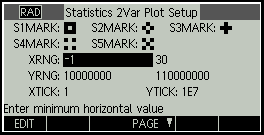 RAD Statistics 2Var Plot Setup
S1MARK: S2MARK: S3MARK:
S4MARK: S5MARK:
XRNG: -1 30
YRNG: 10000000 110000000
XTICK: 1 YTICK: 1E7
Enter minimum horizontal value
EDIT PAGE